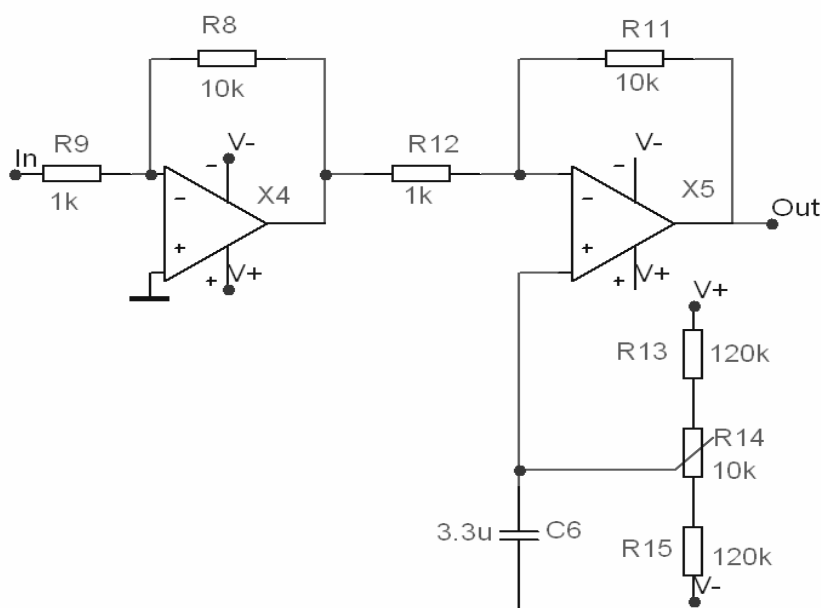 R8
10k
R11
10k
In
R9
1k
V-
X4
V+
R12
1k
V-
X5
V+
Out
V+
R13
120k
R14
10k
3.3u
C6
R15
120k
V-